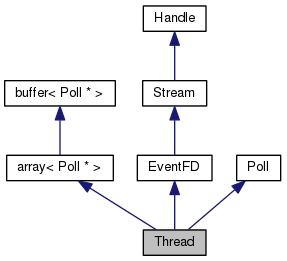 Handle
buffer< Poll * >
Stream
array< Poll * >
EventFD
Poll
Thread